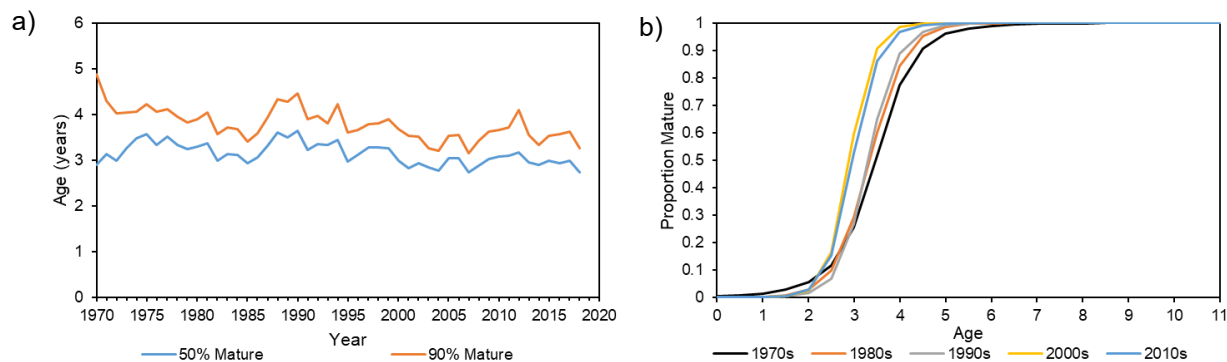 a)
Age (years)
6
5
4
3
2
1
0
1970 1975 1980 1985 1990 1995 2000 2005 2010 2015 2020
Year
50% Mature 90% Mature
b)
Proportion Mature
1
0.9
0.8
0.7
0.6
0.5
0.4
0.3
0.2
0.1
0
0 1 2 3 4 5 6 7 8 9 10 11
Age
1970s 1980s 1990s 2000s 2010s